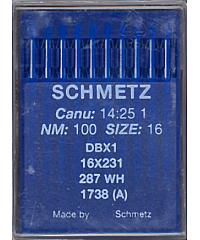 SCHMETZ
Canu: 14:25 1
NM: 100 SIZE: 16
DBX1
16X231
287 WH
1738 (A)
Made by Schmetz